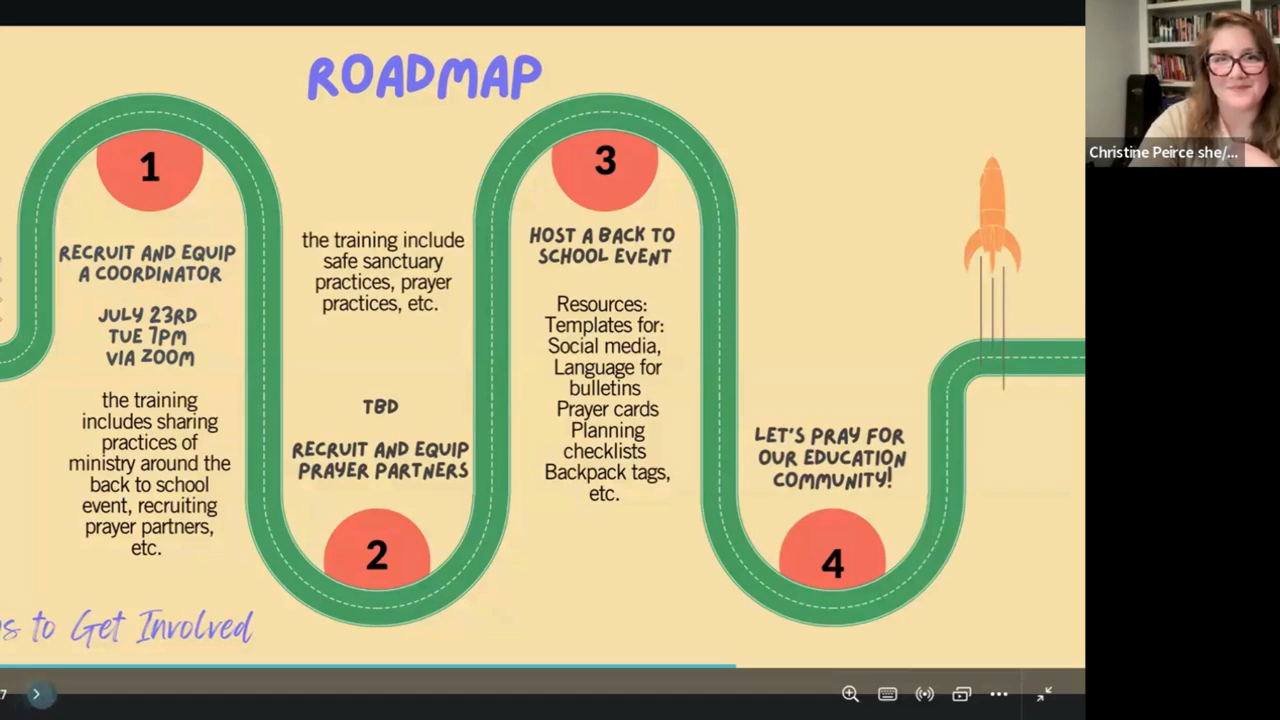 ROADMAP
1
RECRUIT AND EQUIP
A COORDINATOR
JULY 23RD
TUE 7PM
VIA ZOOM
the training
includes sharing
practices of
ministry around the
back to school
event, recruiting
prayer partners,
etc.
the training include
safe sanctuary
practices, prayer
practices, etc.
TBD
RECRUIT AND EQUIP
PRAYER PARTNERS
2
3
HOST A BACK TO
SCHOOL EVENT
Resources:
Templates for:
Social media,
Language for
bulletins
Prayer cards
Planning
checklists
Backpack tags,
etc.
LET'S PRAY FOR
OUR EDUCATION
COMMUNITY!
4
to Get Involved
7
Christine Peirce she/...